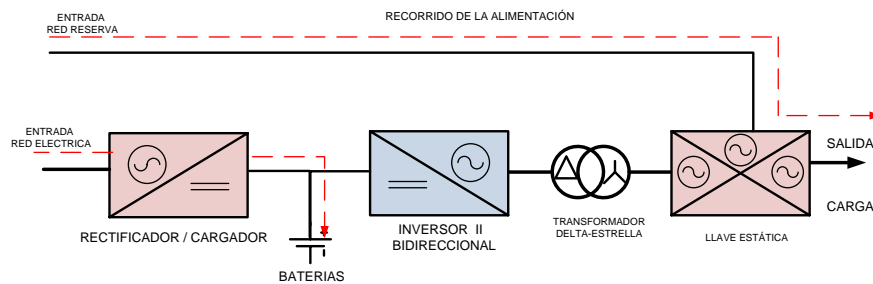 ENTRADA
RED RESERVA
RECORRIDO DE LA ALIMENTACIÓN
ENTRADA
RED ELECTRICA
SALIDA
CARGA
RECTIFICADOR / CARGADOR
INVERSOR II
BIDIRECCIONAL
TRANSFORMADOR
DELTA-ESTRELLA
LLAVE ESTÁTICA
BATERIAS